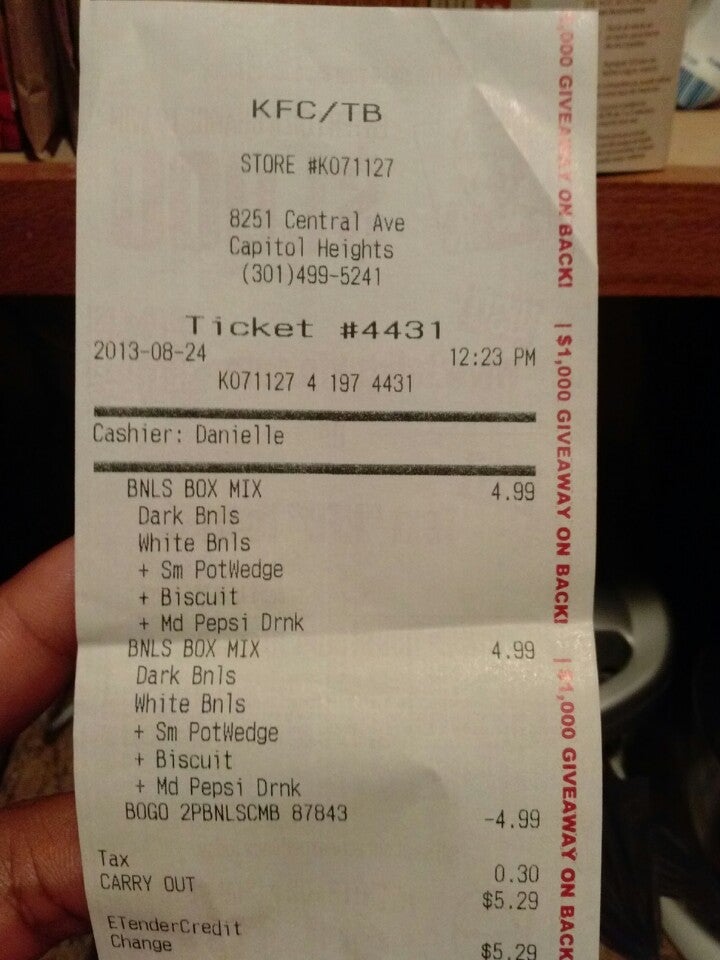 KFC/TB
STORE #K071127
8251 Central Ave
Capitol Heights
(301)499-5241
Ticket #4431
2013-08-24 12:23 PM
K071127 4 197 4431
Cashier: Danielle
BNLS BOX MIX 4.99
Dark Bnls
White Bnls
+ Sm PotWedge
+ Biscuit
+ Md Pepsi Drnk
BNLS BOX MIX 4.99
Dark Bnls
White Bnls
+ Sm PotWedge
+ Biscuit
+ Md Pepsi Drnk
BOGO 2PBNLSCMB 87843 -4.99
Tax 0.30
CARRY OUT $5.29
ETenderCredit $5.29
Change
,000 GIVEAWAY ON BACK! | $1,000 GIVEAWAY ON BACK! | $1,000 GIVEAWAY ON BACK